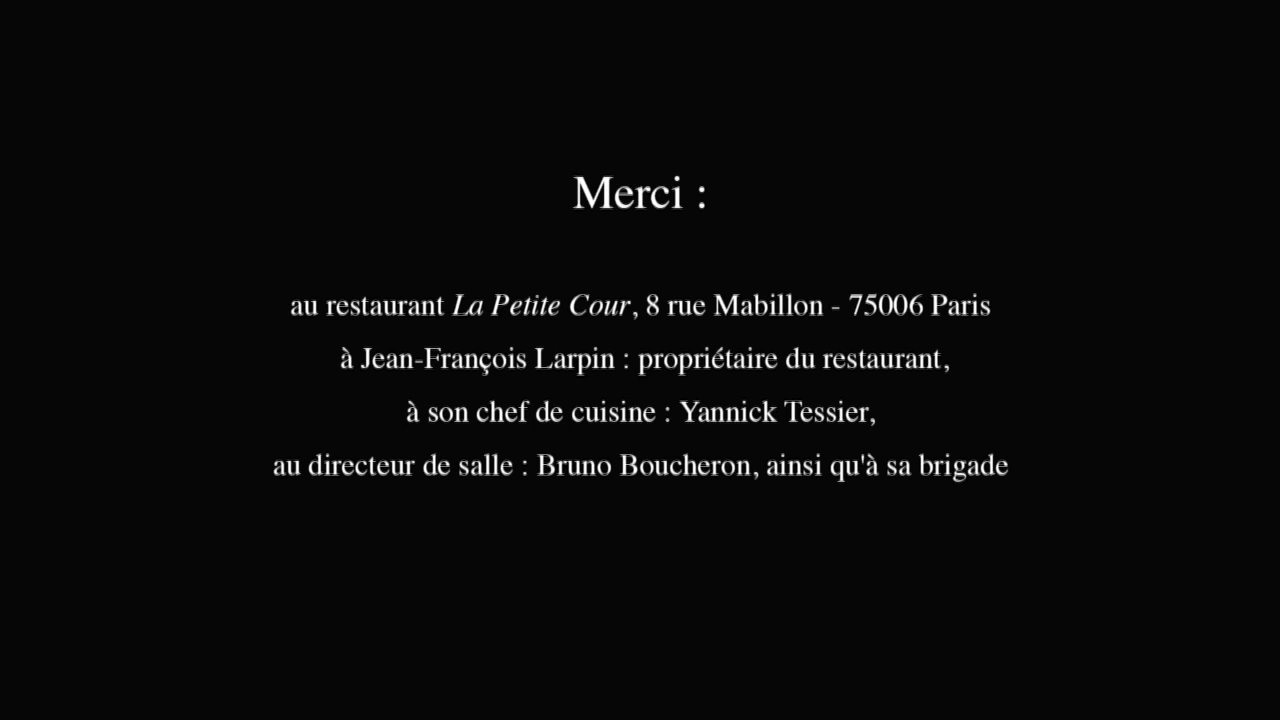 Merci :
au restaurant La Petite Cour, 8 rue Mabillon - 75006 Paris
à Jean-François Larpin : propriétaire du restaurant,
à son chef de cuisine : Yannick Tessier,
au directeur de salle : Bruno Boucheron, ainsi qu'à sa brigade